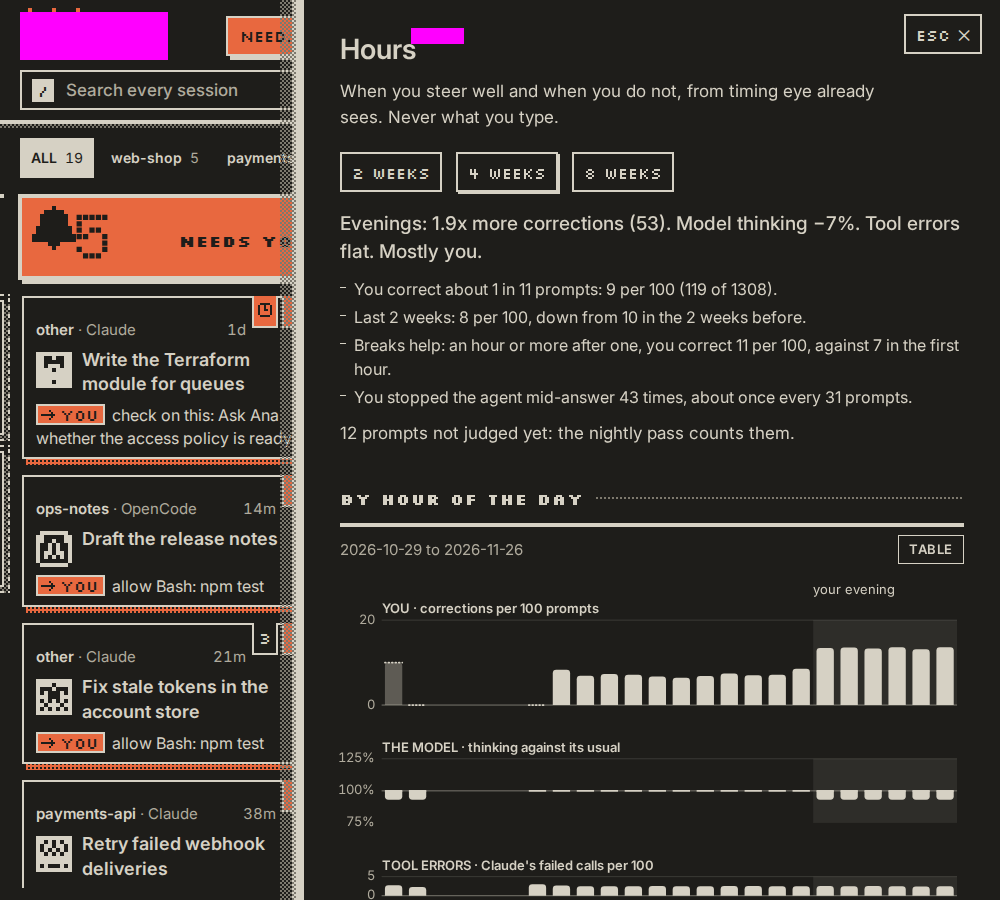 NEED
/ Search every session
ALL 19 web-shop 5 payments
5 NEEDS YO
other · Claude 1d
Write the Terraform
module for queues
→ YOU check on this: Ask Ana
whether the access policy is ready
ops-notes · OpenCode 14m
Draft the release notes
→ YOU allow Bash: npm test
3
other · Claude 21m
Fix stale tokens in the
account store
→ YOU allow Bash: npm test
payments-api · Claude 38m
Retry failed webhook
deliveries
Hours
ESC ×
When you steer well and when you do not, from timing eye already
sees. Never what you type.
2 WEEKS 4 WEEKS 8 WEEKS
Evenings: 1.9x more corrections (53). Model thinking −7%. Tool errors
flat. Mostly you.
You correct about 1 in 11 prompts: 9 per 100 (119 of 1308).
Last 2 weeks: 8 per 100, down from 10 in the 2 weeks before.
Breaks help: an hour or more after one, you correct 11 per 100, against 7 in the first
hour.
You stopped the agent mid-answer 43 times, about once every 31 prompts.
12 prompts not judged yet: the nightly pass counts them.
BY HOUR OF THE DAY
2026-10-29 to 2026-11-26 TABLE
your evening
YOU · corrections per 100 prompts
20
0
THE MODEL · thinking against its usual
125%
100%
75%
TOOL ERRORS · Claude's failed calls per 100
5
0